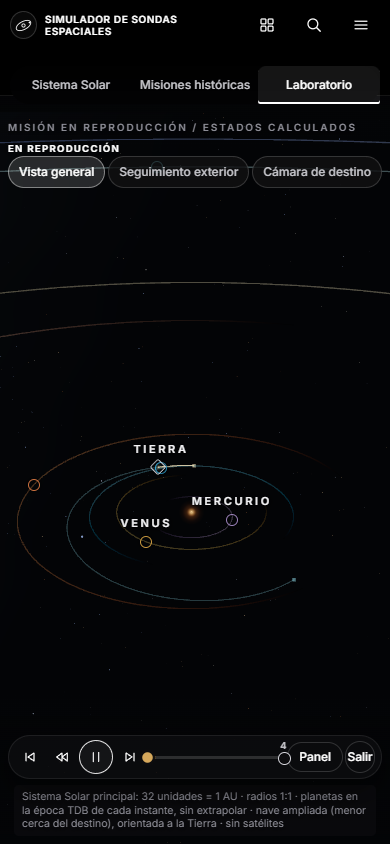 SIMULADOR DE SONDAS
ESPACIALES
Sistema Solar Misiones históricas Laboratorio
MISIÓN EN REPRODUCCIÓN / ESTADOS CALCULADOS
EN REPRODUCCIÓN
Vista general Seguimiento exterior Cámara de destino
TIERRA
MERCURIO
VENUS
4
Panel Salir
Sistema Solar principal: 32 unidades = 1 AU · radios 1:1 · planetas en
la época TDB de cada instante, sin extrapolar · nave ampliada (menor
cerca del destino), orientada a la Tierra · sin satélites